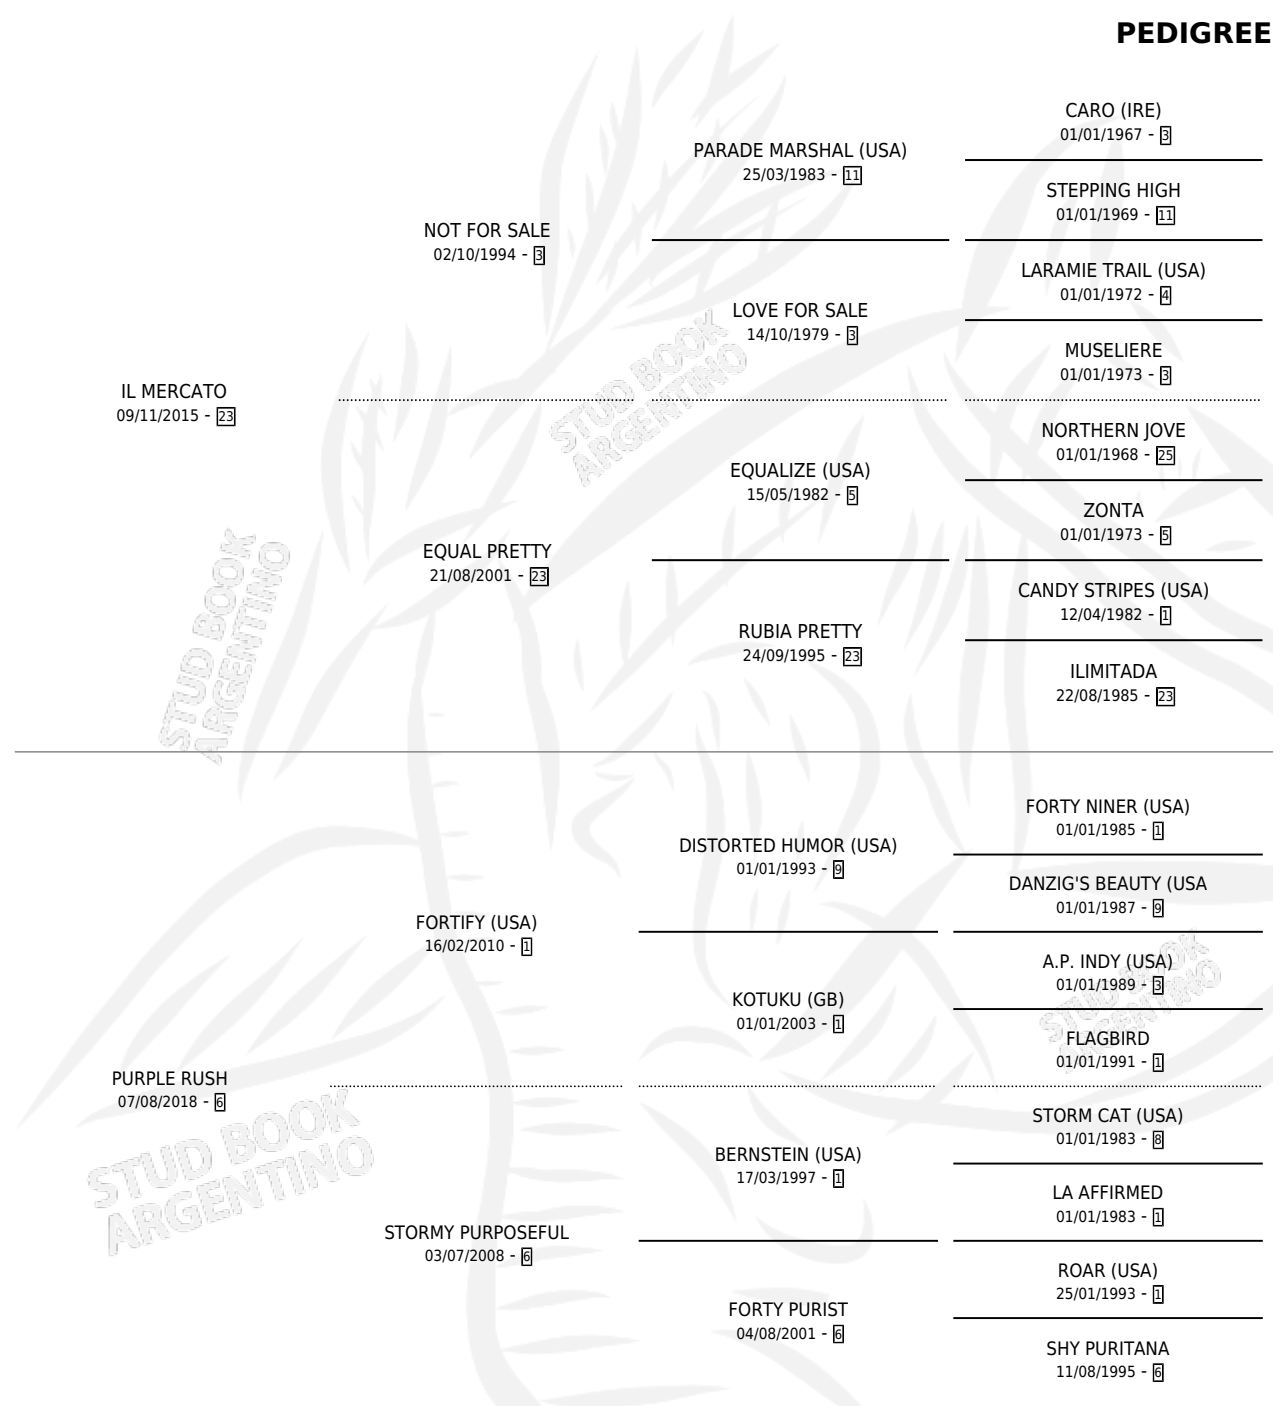 PEDIGREE
CARO (IRE)
01/01/1967 - 3
PARADE MARSHAL (USA)
25/03/1983 - 11
STEPPING HIGH
01/01/1969 - 11
NOT FOR SALE
02/10/1994 - 3
LARAMIE TRAIL (USA)
01/01/1972 - 4
LOVE FOR SALE
14/10/1979 - 3
MUSELIERE
01/01/1973 - 3
IL MERCATO
09/11/2015 - 23
NORTHERN JOVE
01/01/1968 - 25
EQUALIZE (USA)
15/05/1982 - 5
ZONTA
01/01/1973 - 5
EQUAL PRETTY
21/08/2001 - 23
CANDY STRIPES (USA)
12/04/1982 - 1
RUBIA PRETTY
24/09/1995 - 23
ILIMITADA
22/08/1985 - 23
FORTY NINER (USA)
01/01/1985 - 1
DISTORTED HUMOR (USA)
01/01/1993 - 9
DANZIG'S BEAUTY (USA
01/01/1987 - 9
FORTIFY (USA)
16/02/2010 - 1
A.P. INDY (USA)
01/01/1989 - 3
KOTUKU (GB)
01/01/2003 - 1
FLAGBIRD
01/01/1991 - 1
PURPLE RUSH
07/08/2018 - 6
STORM CAT (USA)
01/01/1983 - 8
BERNSTEIN (USA)
17/03/1997 - 1
LA AFFIRMED
01/01/1983 - 1
STORMY PURPOSEFUL
03/07/2008 - 6
ROAR (USA)
25/01/1993 - 1
FORTY PURIST
04/08/2001 - 6
SHY PURITANA
11/08/1995 - 6
STUD BOOK
ARGENTINO
STUD BOOK
ARGENTINO
STUD BOOK
ARGENTINO
STUD BOOK
ARGENTINO